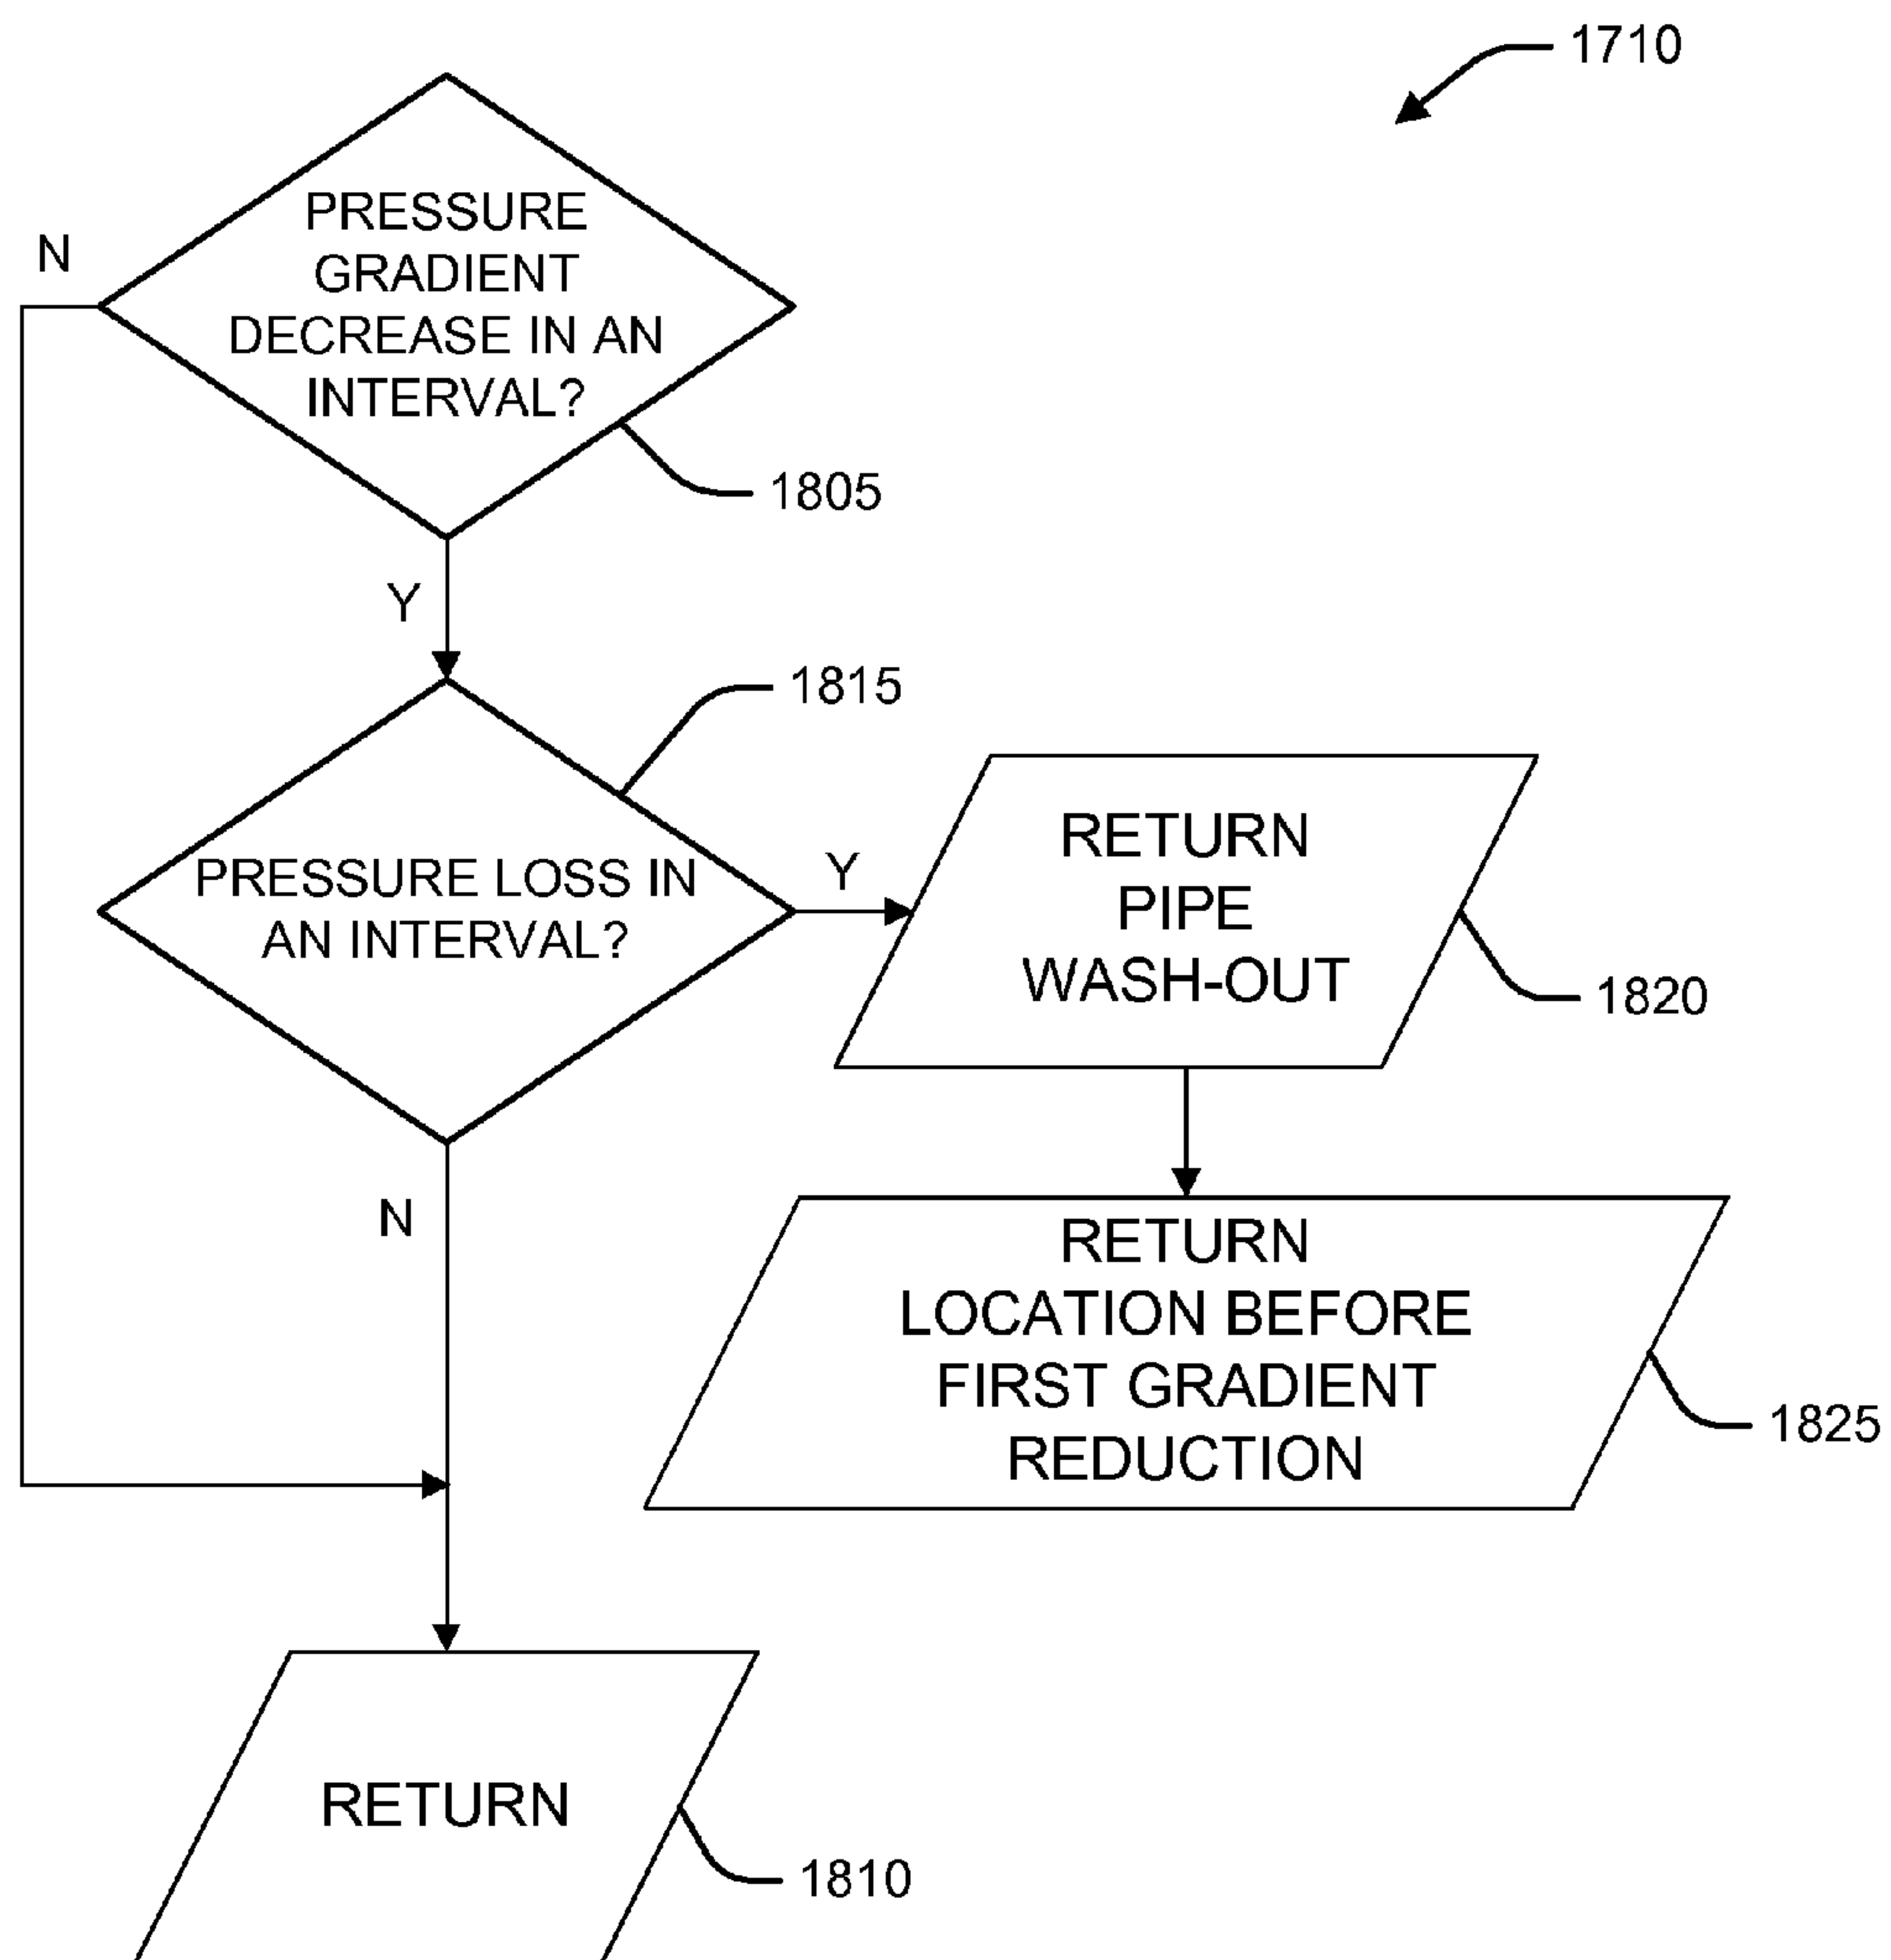 1710
PRESSURE
GRADIENT
DECREASE IN AN
INTERVAL?
N
1805
Y
1815
PRESSURE LOSS IN
AN INTERVAL?
Y
RETURN
PIPE
WASH-OUT
1820
N
RETURN
LOCATION BEFORE
FIRST GRADIENT
REDUCTION
1825
RETURN
1810